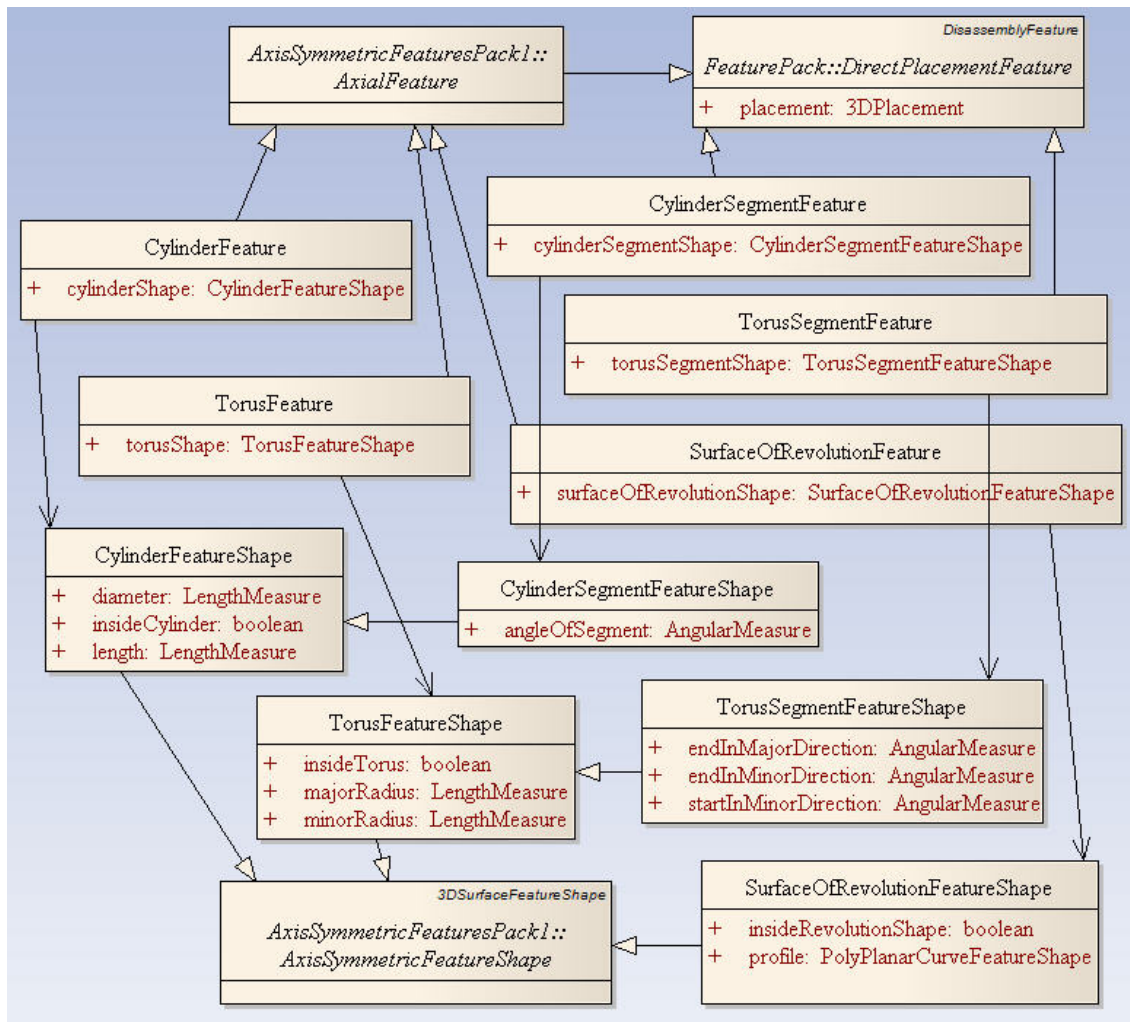 AxisSymmetricFeaturesPack1::
AxialFeature
DisassemblyFeature
FeaturePack::DirectPlacementFeature
+ placement: 3DPlacement
CylinderFeature
+ cylinderShape: CylinderFeatureShape
CylinderSegmentFeature
+ cylinderSegmentShape: CylinderSegmentFeatureShape
TorusSegmentFeature
+ torusSegmentShape: TorusSegmentFeatureShape
TorusFeature
+ torusShape: TorusFeatureShape
SurfaceOfRevolutionFeature
+ surfaceOfRevolutionShape: SurfaceOfRevolutionFeatureShape
CylinderFeatureShape
+ diameter: LengthMeasure
+ insideCylinder: boolean
+ length: LengthMeasure
CylinderSegmentFeatureShape
+ angleOfSegment: AngularMeasure
TorusFeatureShape
+ insideTorus: boolean
+ majorRadius: LengthMeasure
+ minorRadius: LengthMeasure
TorusSegmentFeatureShape
+ endInMajorDirection: AngularMeasure
+ endInMinorDirection: AngularMeasure
+ startInMinorDirection: AngularMeasure
3DSurfaceFeatureShape
AxisSymmetricFeaturesPack1::
AxisSymmetricFeatureShape
SurfaceOfRevolutionFeatureShape
+ insideRevolutionShape: boolean
+ profile: PolyPlanarCurveFeatureShape